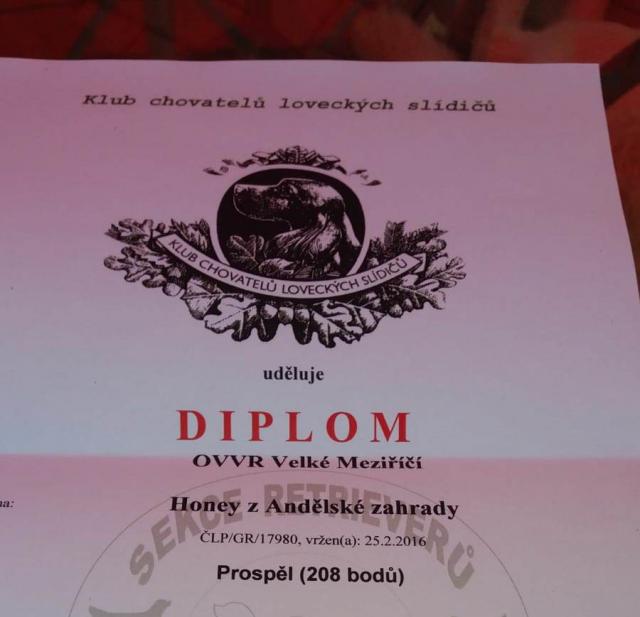 Klub chovatelů loveckých slídičů
KLUB CHOVATELŮ LOVECKÝCH SLÍDIČŮ
uděluje
DIPLOM
OVVR Velké Meziříčí
na:
Honey z Andělské zahrady
SEKCE RETRIEVERŮ
ČLP/GR/17980, vržen(a): 25.2.2016
Prospěl (208 bodů)